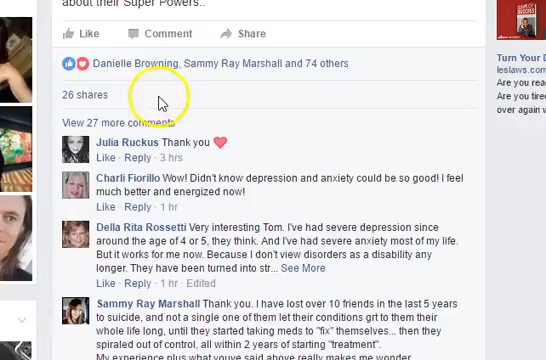 about their Super Powers..
Like Comment Share
Danielle Browning, Sammy Ray Marshall and 74 others
26 shares
View 27 more comments
Julia Ruckus Thank you
Like · Reply · 3 hrs
Charli Fiorillo Wow! Didn't know depression and anxiety could be so good! I feel
much better and energized now!
Like · Reply · 1 hr
Della Rita Rossetti Very interesting Tom. I've had severe depression since
around the age of 4 or 5, they think. And I've had severe anxiety most of my life.
But it works for me now. Because I don't view disorders as a disability any
longer. They have been turned into str... See More
Like · Reply · 1 hr · Edited
Sammy Ray Marshall Thank you. I have lost over 10 friends in the last 5 years
to suicide, and not a single one of them let their conditions grt to them their
whole life long, until they started taking meds to "fix" themselves... then they
spiraled out of control, all within 2 years of starting "treatment".
My experience plus what youve said above really makes me wonder
Turn Your D
leslaws.com
Are you rea
Are you tire
over again w